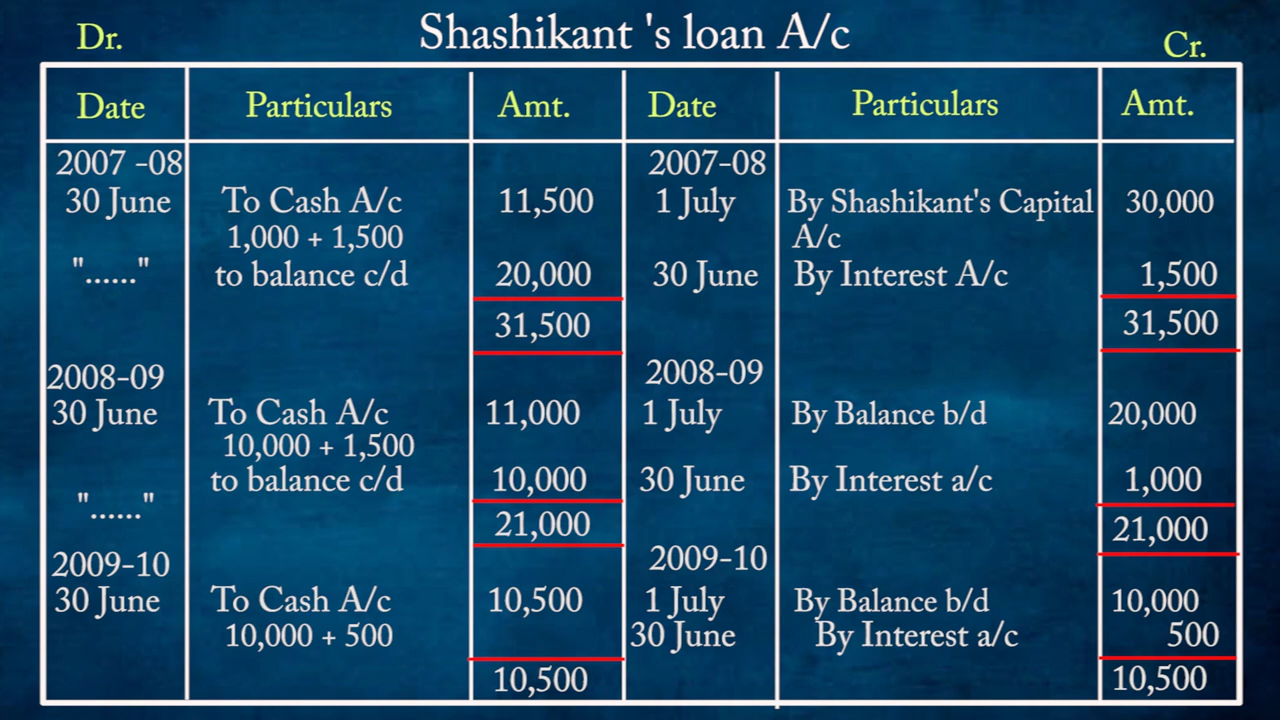 Dr. Shashikant 's loan A/c Cr.
Date Particulars Amt. Date Particulars Amt.
2007 -08 2007-08
30 June To Cash A/c 11,500 1 July By Shashikant's Capital 30,000
1,000 + 1,500 A/c
"......" to balance c/d 20,000 30 June By Interest A/c 1,500
31,500 31,500
2008-09 2008-09
30 June To Cash A/c 11,000 1 July By Balance b/d 20,000
10,000 + 1,500
"......" to balance c/d 10,000 30 June By Interest a/c 1,000
21,000 21,000
2009-10 2009-10
30 June To Cash A/c 10,500 1 July By Balance b/d 10,000
10,000 + 500 30 June By Interest a/c 500
10,500 10,500